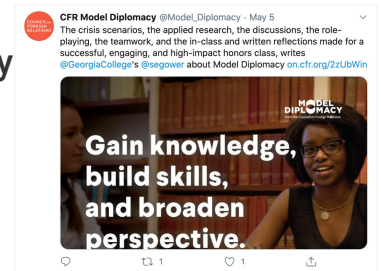 y
COUNCIL on
FOREIGN
RELATIONS
CFR Model Diplomacy @Model_Diplomacy · May 5
The crisis scenarios, the applied research, the discussions, the role-
playing, the teamwork, and the in-class and written reflections made for a
successful, engaging, and high-impact honors class, writes
@GeorgiaCollege's @segower about Model Diplomacy on.cfr.org/2zUbWin
MODEL
DIPLOMACY
Gain knowledge,
build skills,
and broaden
perspective.
1
1